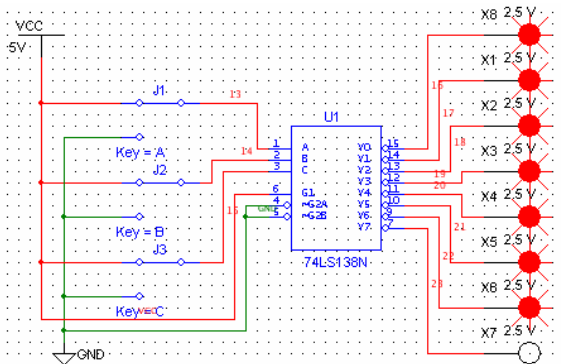 VCC
5V
J1
Key = A
J2
Key = B
J3
Key = C
GND
13
14
15
GND
U1
1 A Y0 15
2 B Y1 14
3 C Y2 13
Y3 12
6 G1 Y4 11
4 ~G2A Y5 10
5 ~G2B Y6 9
Y7 7
74LS138N
16
17
18
19
20
21
22
23
X8 2.5 V
X1 2.5 V
X2 2.5 V
X3 2.5 V
X4 2.5 V
X5 2.5 V
X6 2.5 V
X7 2.5 V